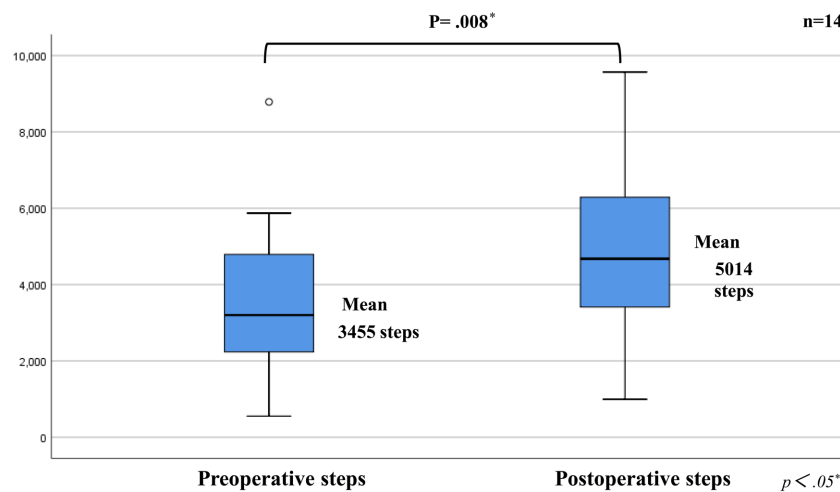 P= .008*
n=14
10,000
8,000
6,000
4,000
2,000
0
Mean
3455 steps
Mean
5014
steps
Preoperative steps
Postoperative steps
p＜.05*